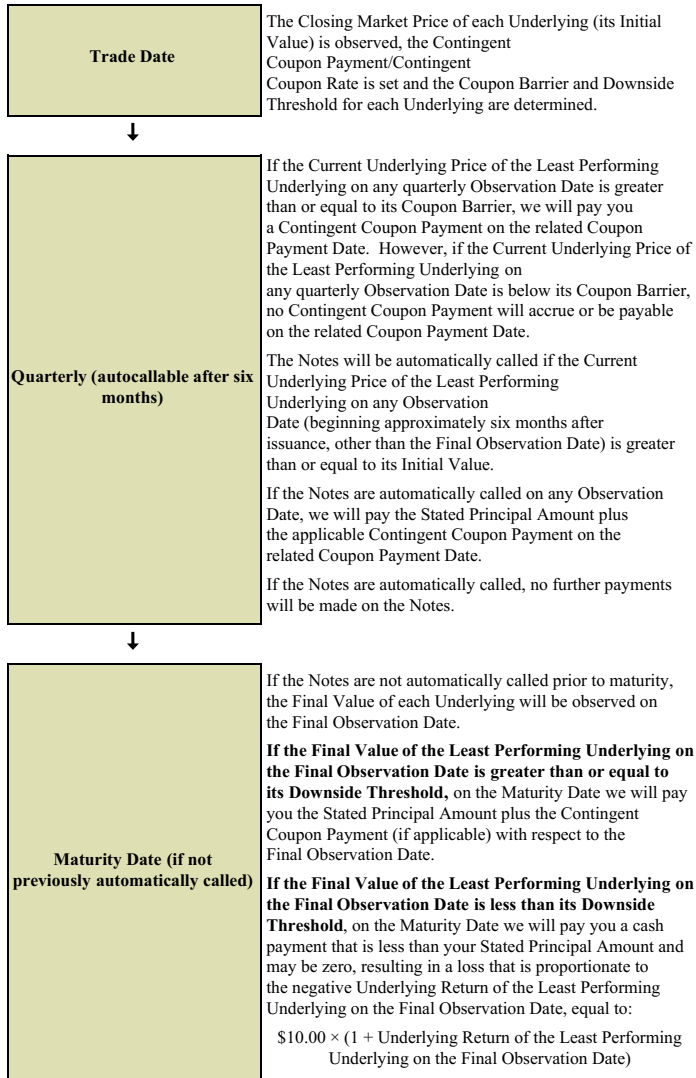 Trade Date
The Closing Market Price of each Underlying (its Initial
Value) is observed, the Contingent
Coupon Payment/Contingent
Coupon Rate is set and the Coupon Barrier and Downside
Threshold for each Underlying are determined.
Quarterly (autocallable after six
months)
If the Current Underlying Price of the Least Performing
Underlying on any quarterly Observation Date is greater
than or equal to its Coupon Barrier, we will pay you
a Contingent Coupon Payment on the related Coupon
Payment Date. However, if the Current Underlying Price of
the Least Performing Underlying on
any quarterly Observation Date is below its Coupon Barrier,
no Contingent Coupon Payment will accrue or be payable
on the related Coupon Payment Date.
The Notes will be automatically called if the Current
Underlying Price of the Least Performing
Underlying on any Observation
Date (beginning approximately six months after
issuance, other than the Final Observation Date) is greater
than or equal to its Initial Value.
If the Notes are automatically called on any Observation
Date, we will pay the Stated Principal Amount plus
the applicable Contingent Coupon Payment on the
related Coupon Payment Date.
If the Notes are automatically called, no further payments
will be made on the Notes.
Maturity Date (if not
previously automatically called)
If the Notes are not automatically called prior to maturity,
the Final Value of each Underlying will be observed on
the Final Observation Date.
If the Final Value of the Least Performing Underlying on
the Final Observation Date is greater than or equal to
its Downside Threshold, on the Maturity Date we will pay
you the Stated Principal Amount plus the Contingent
Coupon Payment (if applicable) with respect to the
Final Observation Date.
If the Final Value of the Least Performing Underlying on
the Final Observation Date is less than its Downside
Threshold, on the Maturity Date we will pay you a cash
payment that is less than your Stated Principal Amount and
may be zero, resulting in a loss that is proportionate to
the negative Underlying Return of the Least Performing
Underlying on the Final Observation Date, equal to:
$10.00 × (1 + Underlying Return of the Least Performing
Underlying on the Final Observation Date)